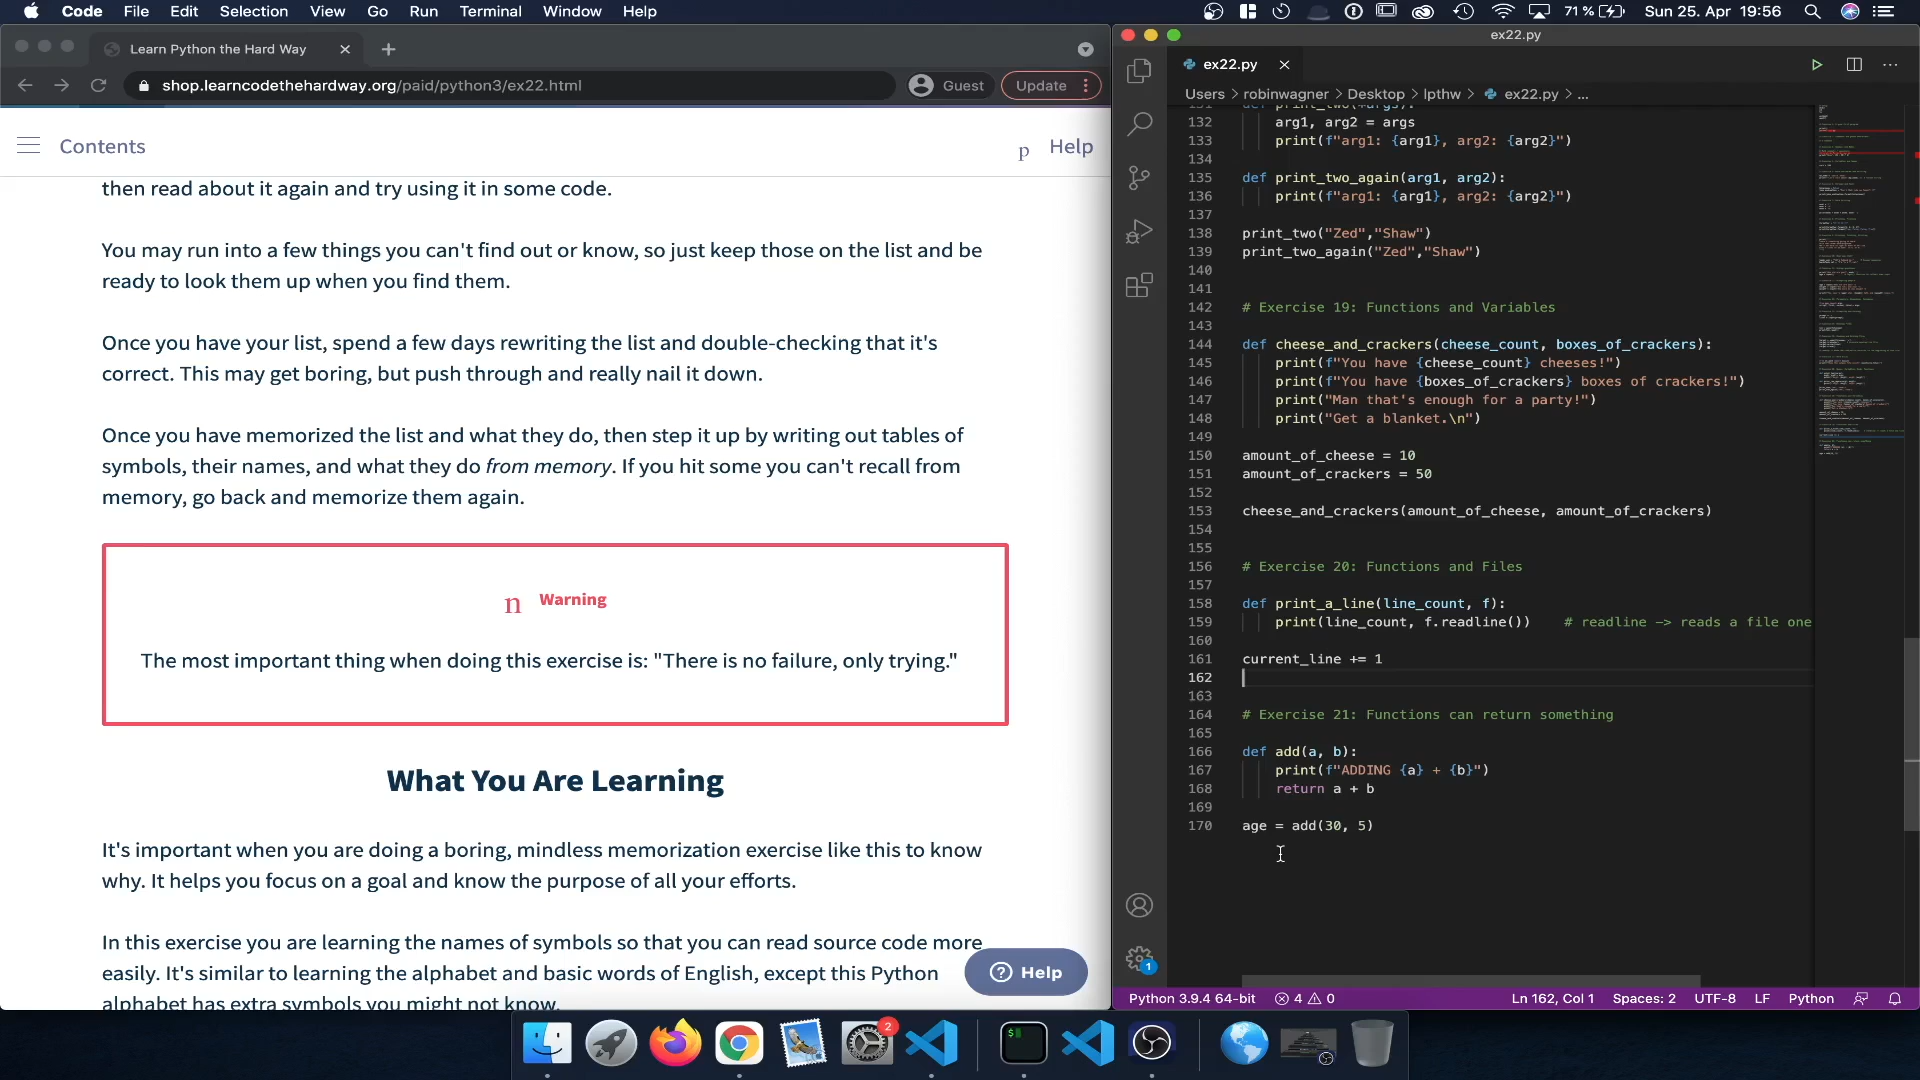 Code File Edit Selection View Go Run Terminal Window Help
71 % Sun 25. Apr 19:56
Learn Python the Hard Way
shop.learncodethehardway.org/paid/python3/ex22.html
Guest
Update
Contents
p Help
then read about it again and try using it in some code.
You may run into a few things you can't find out or know, so just keep those on the list and be
ready to look them up when you find them.
Once you have your list, spend a few days rewriting the list and double-checking that it's
correct. This may get boring, but push through and really nail it down.
Once you have memorized the list and what they do, then step it up by writing out tables of
symbols, their names, and what they do from memory. If you hit some you can't recall from
memory, go back and memorize them again.
n Warning
The most important thing when doing this exercise is: "There is no failure, only trying."
What You Are Learning
It's important when you are doing a boring, mindless memorization exercise like this to know
why. It helps you focus on a goal and know the purpose of all your efforts.
In this exercise you are learning the names of symbols so that you can read source code more
easily. It's similar to learning the alphabet and basic words of English, except this Python
alphabet has extra symbols you might not know.
Help
ex22.py
ex22.py
Users > robinwagner > Desktop > lpthw > ex22.py > ...
131 def print_two(*args):
132 arg1, arg2 = args
133 print(f"arg1: {arg1}, arg2: {arg2}")
134
135 def print_two_again(arg1, arg2):
136 print(f"arg1: {arg1}, arg2: {arg2}")
137
138 print_two("Zed","Shaw")
139 print_two_again("Zed","Shaw")
140
141
142 # Exercise 19: Functions and Variables
143
144 def cheese_and_crackers(cheese_count, boxes_of_crackers):
145 print(f"You have {cheese_count} cheeses!")
146 print(f"You have {boxes_of_crackers} boxes of crackers!")
147 print("Man that's enough for a party!")
148 print("Get a blanket.\n")
149
150 amount_of_cheese = 10
151 amount_of_crackers = 50
152
153 cheese_and_crackers(amount_of_cheese, amount_of_crackers)
154
155
156 # Exercise 20: Functions and Files
157
158 def print_a_line(line_count, f):
159 print(line_count, f.readline()) # readline -> reads a file one
160
161 current_line += 1
162
163
164 # Exercise 21: Functions can return something
165
166 def add(a, b):
167 print(f"ADDING {a} + {b}")
168 return a + b
169
170 age = add(30, 5)
1
Python 3.9.4 64-bit 4 0 Ln 162, Col 1 Spaces: 2 UTF-8 LF Python
2
$